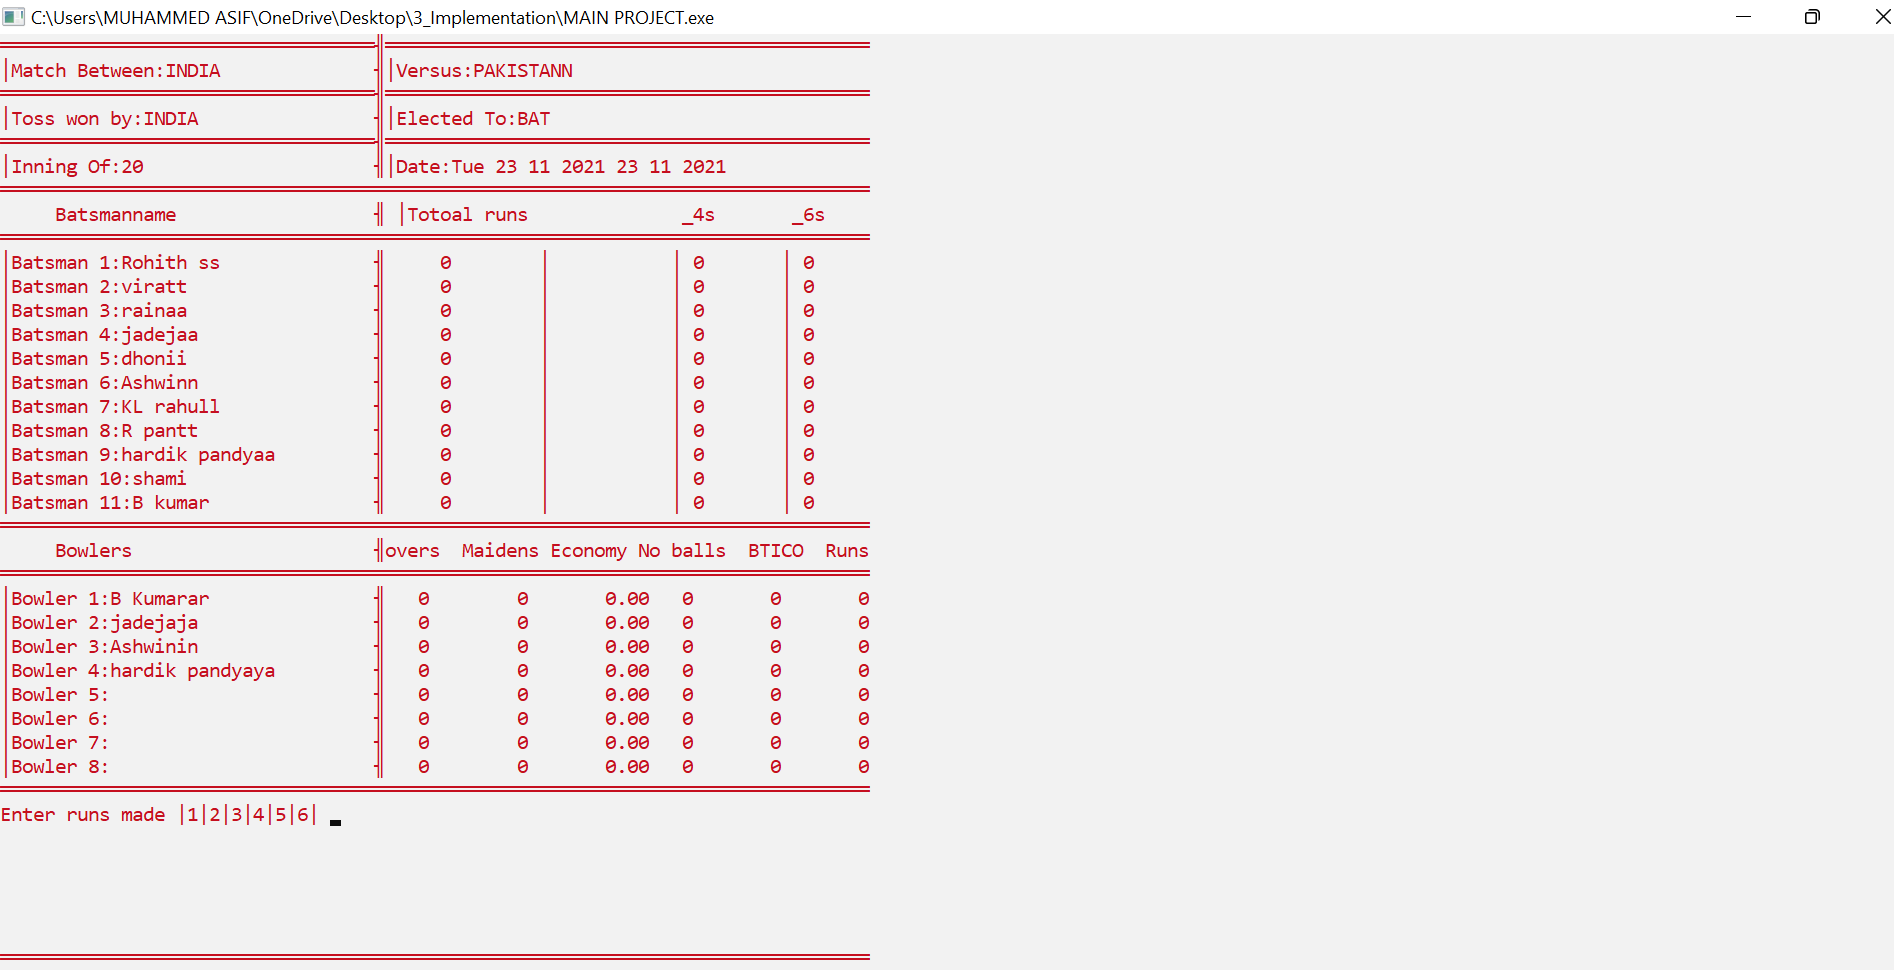 C:\Users\MUHAMMED ASIF\OneDrive\Desktop\3_Implementation\MAIN PROJECT.exe
|Match Between:INDIA |Versus:PAKISTANN
|Toss won by:INDIA |Elected To:BAT
|Inning Of:20 |Date:Tue 23 11 2021 23 11 2021
Batsmanname |Totoal runs _4s _6s
|Batsman 1:Rohith ss 0 | | 0 | 0
|Batsman 2:viratt 0 | | 0 | 0
|Batsman 3:rainaa 0 | | 0 | 0
|Batsman 4:jadejaa 0 | | 0 | 0
|Batsman 5:dhonii 0 | | 0 | 0
|Batsman 6:Ashwinn 0 | | 0 | 0
|Batsman 7:KL rahull 0 | | 0 | 0
|Batsman 8:R pantt 0 | | 0 | 0
|Batsman 9:hardik pandyaa 0 | | 0 | 0
|Batsman 10:shami 0 | | 0 | 0
|Batsman 11:B kumar 0 | | 0 | 0
Bowlers overs Maidens Economy No balls BTICO Runs
|Bowler 1:B Kumarar 0 0 0.00 0 0 0
|Bowler 2:jadejaja 0 0 0.00 0 0 0
|Bowler 3:Ashwinin 0 0 0.00 0 0 0
|Bowler 4:hardik pandyaya 0 0 0.00 0 0 0
|Bowler 5: 0 0 0.00 0 0 0
|Bowler 6: 0 0 0.00 0 0 0
|Bowler 7: 0 0 0.00 0 0 0
|Bowler 8: 0 0 0.00 0 0 0
Enter runs made |1|2|3|4|5|6|